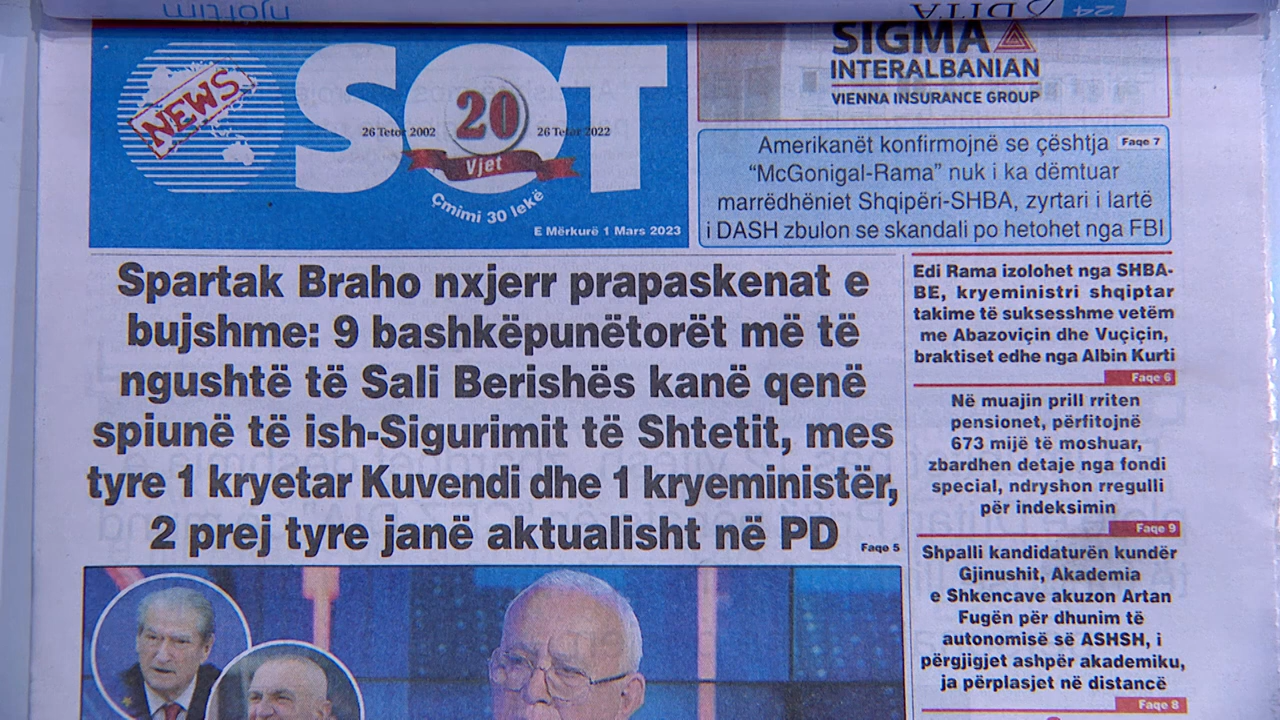 njoftim
DITA
24
NEWS
SOT
26 Tetor 2002
20
26 Tetor 2022
Vjet
Çmimi 30 lekë
E Mërkurë 1 Mars 2023
SIGMA
INTERALBANIAN
VIENNA INSURANCE GROUP
Amerikanët konfirmojnë se çështja Faqe 7
“McGonigal-Rama” nuk i ka dëmtuar
marrëdhëniet Shqipëri-SHBA, zyrtari i lartë
i DASH zbulon se skandali po hetohet nga FBI
Spartak Braho nxjerr prapaskenat e
bujshme: 9 bashkëpunëtorët më të
ngushtë të Sali Berishës kanë qenë
spiunë të ish-Sigurimit të Shtetit, mes
tyre 1 kryetar Kuvendi dhe 1 kryeministër,
2 prej tyre janë aktualisht në PD Faqe 5
Edi Rama izolohet nga SHBA-
BE, kryeministri shqiptar
takime të suksesshme vetëm
me Abazoviçin dhe Vuçiçin,
braktiset edhe nga Albin Kurti
Faqe 6
Në muajin prill rriten
pensionet, përfitojnë
673 mijë të moshuar,
zbardhen detaje nga fondi
special, ndryshon rregulli
për indeksimin
Faqe 9
Shpalli kandidaturën kundër
Gjinushit, Akademia
e Shkencave akuzon Artan
Fugën për dhunim të
autonomisë së ASHSH, i
përgjigjet ashpër akademiku,
ja përplasjet në distancë
Faqe 8